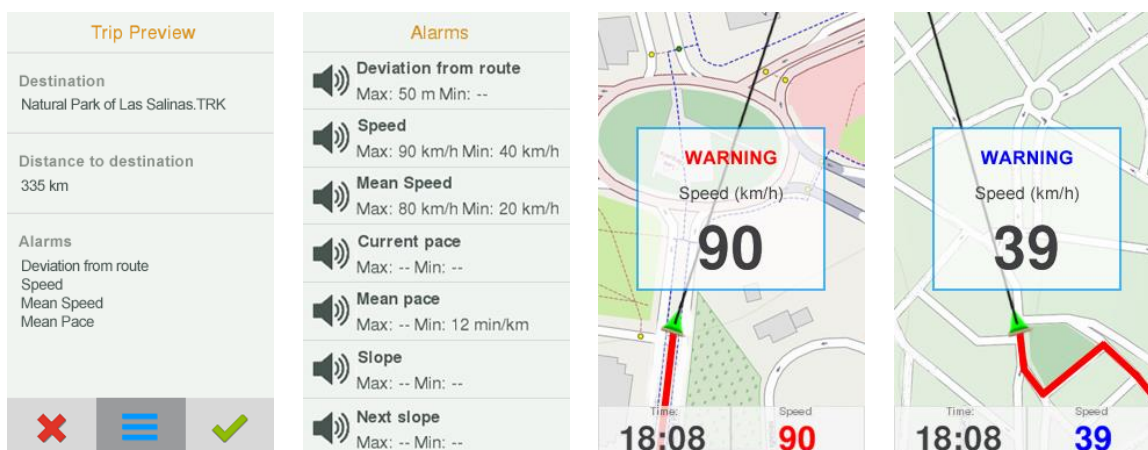 Trip Preview
Destination
Natural Park of Las Salinas.TRK
Distance to destination
335 km
Alarms
Deviation from route
Speed
Mean Speed
Mean Pace
Alarms
Deviation from route
Max: 50 m Min: --
Speed
Max: 90 km/h Min: 40 km/h
Mean Speed
Max: 80 km/h Min: 20 km/h
Current pace
Max: -- Min: --
Mean pace
Max: -- Min: 12 min/km
Slope
Max: -- Min: --
Next slope
Max: -- Min: --
WARNING
Speed (km/h)
90
Time: Speed
18:08 90
WARNING
Speed (km/h)
39
Time: Speed
18:08 39